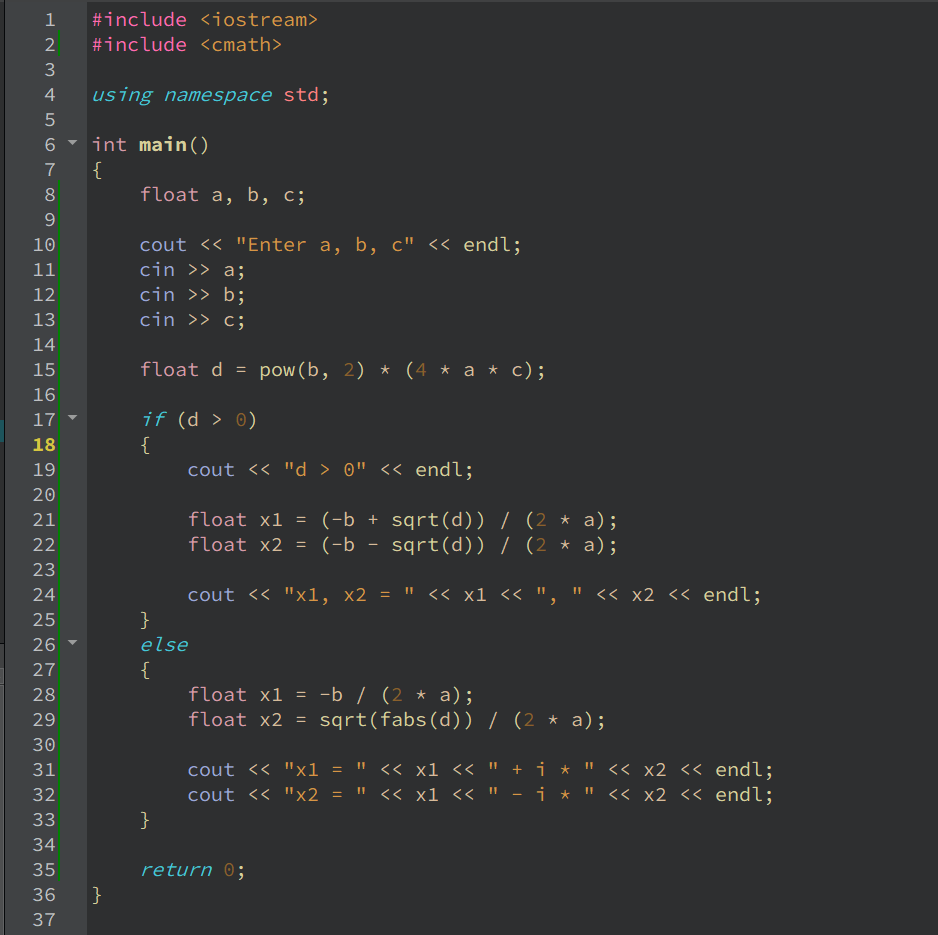 1 #include <iostream>
2 #include <cmath>
3
4 using namespace std;
5
6 int main()
7 {
8     float a, b, c;
9
10     cout << "Enter a, b, c" << endl;
11     cin >> a;
12     cin >> b;
13     cin >> c;
14
15     float d = pow(b, 2) * (4 * a * c);
16
17     if (d > 0)
18     {
19         cout << "d > 0" << endl;
20
21         float x1 = (-b + sqrt(d)) / (2 * a);
22         float x2 = (-b - sqrt(d)) / (2 * a);
23
24         cout << "x1, x2 = " << x1 << ", " << x2 << endl;
25     }
26     else
27     {
28         float x1 = -b / (2 * a);
29         float x2 = sqrt(fabs(d)) / (2 * a);
30
31         cout << "x1 = " << x1 << " + i * " << x2 << endl;
32         cout << "x2 = " << x1 << " - i * " << x2 << endl;
33     }
34
35     return 0;
36 }
37